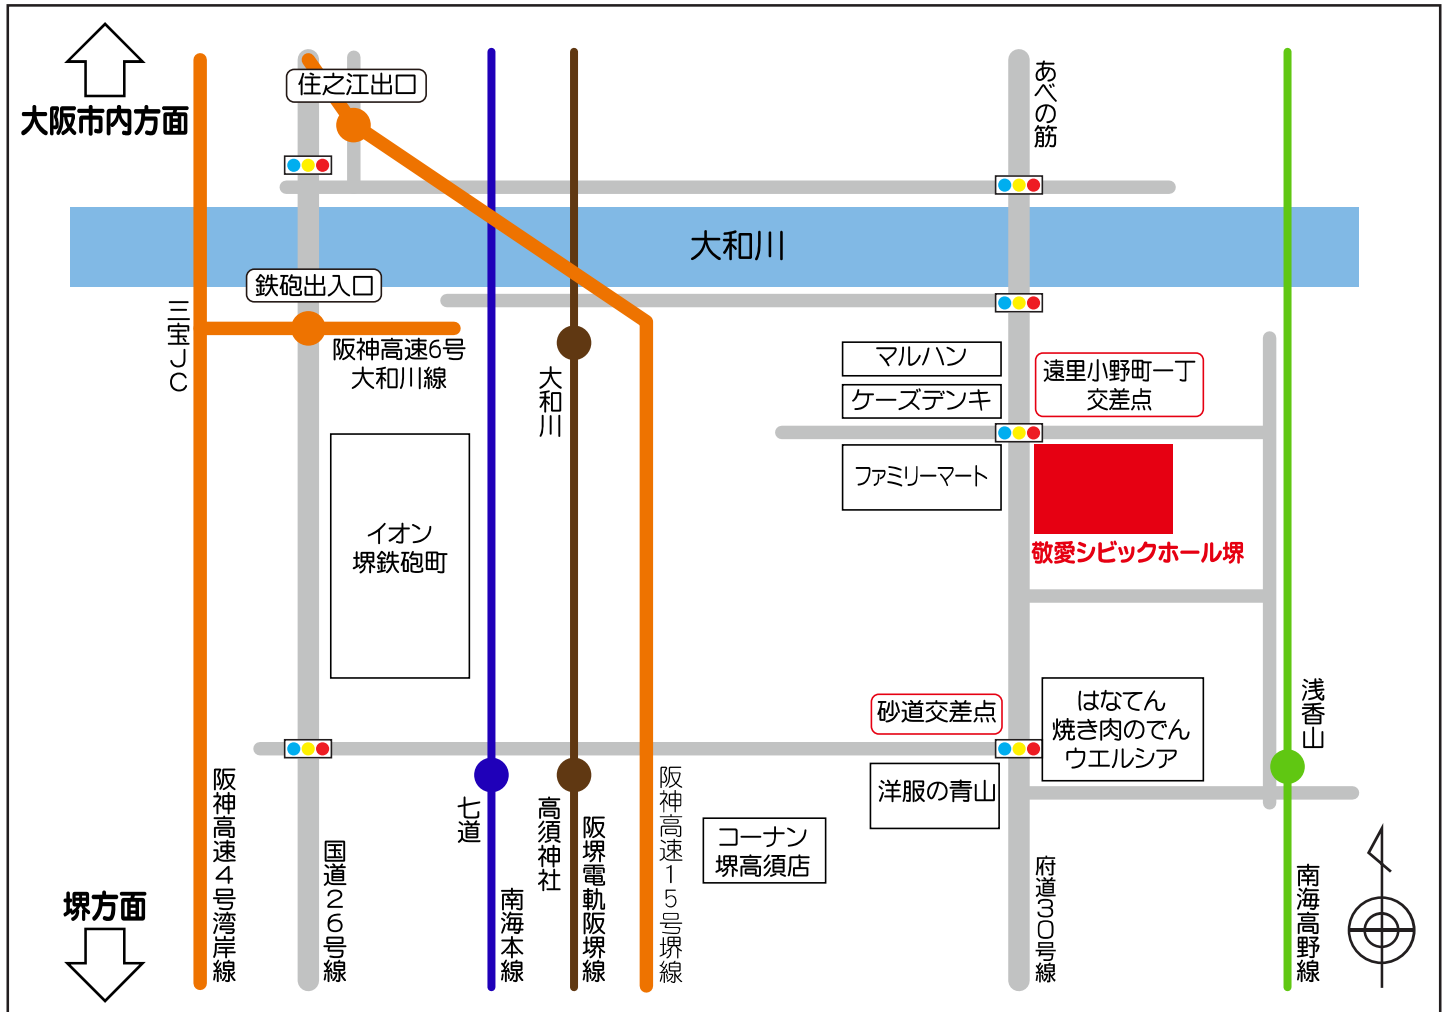 大阪市内方面
住之江出口
あべの筋
大和川
鉄砲出入口
三宝JC
阪神高速6号
大和川線
大和川
マルハン
ケーズデンキ
遠里小野町一丁
交差点
ファミリーマート
イオン
堺鉄砲町
敬愛シビックホール堺
砂道交差点
はなてん
焼き肉のでん
ウエルシア
浅香山
洋服の青山
七道
高須神社
コーナン
堺高須店
堺方面
阪神高速4号湾岸線
国道26号線
南海本線
阪堺電軌阪堺線
阪神高速15号堺線
府道30号線
南海高野線